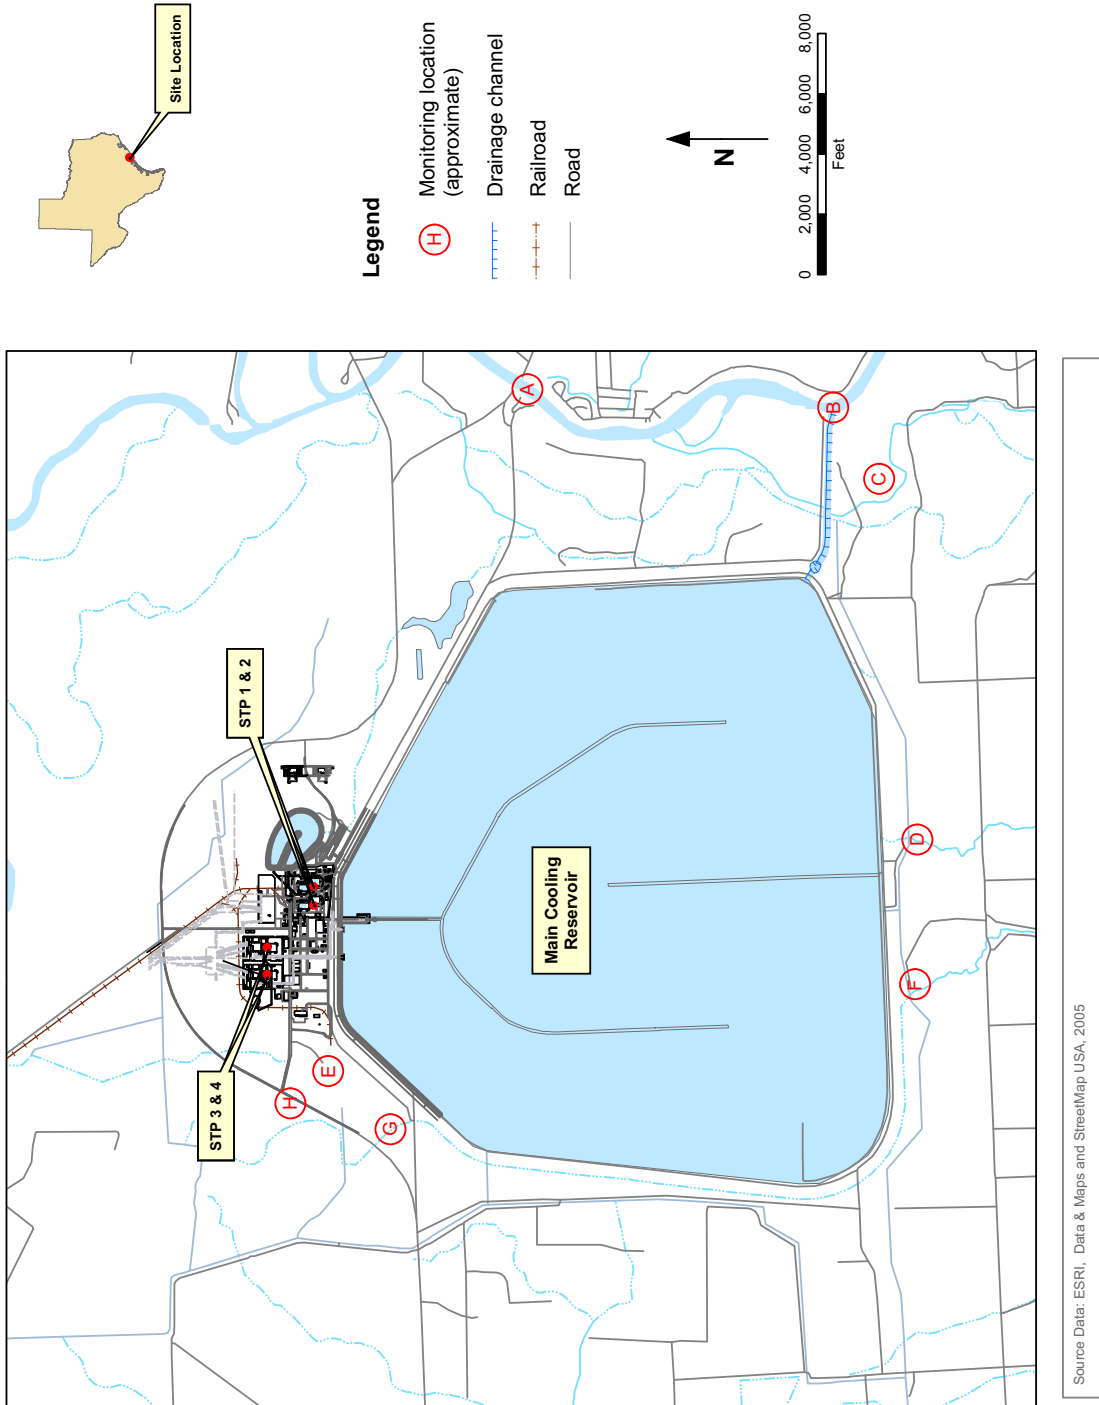 Site Location
Legend
H
Monitoring location
(approximate)
Drainage channel
Railroad
Road
N
0
2,000
4,000
6,000
8,000
Feet
STP 3 & 4
STP 1 & 2
H
E
G
A
Main Cooling
Reservoir
B
C
F
D
Source Data: ESRI, Data & Maps and StreetMap USA, 2005